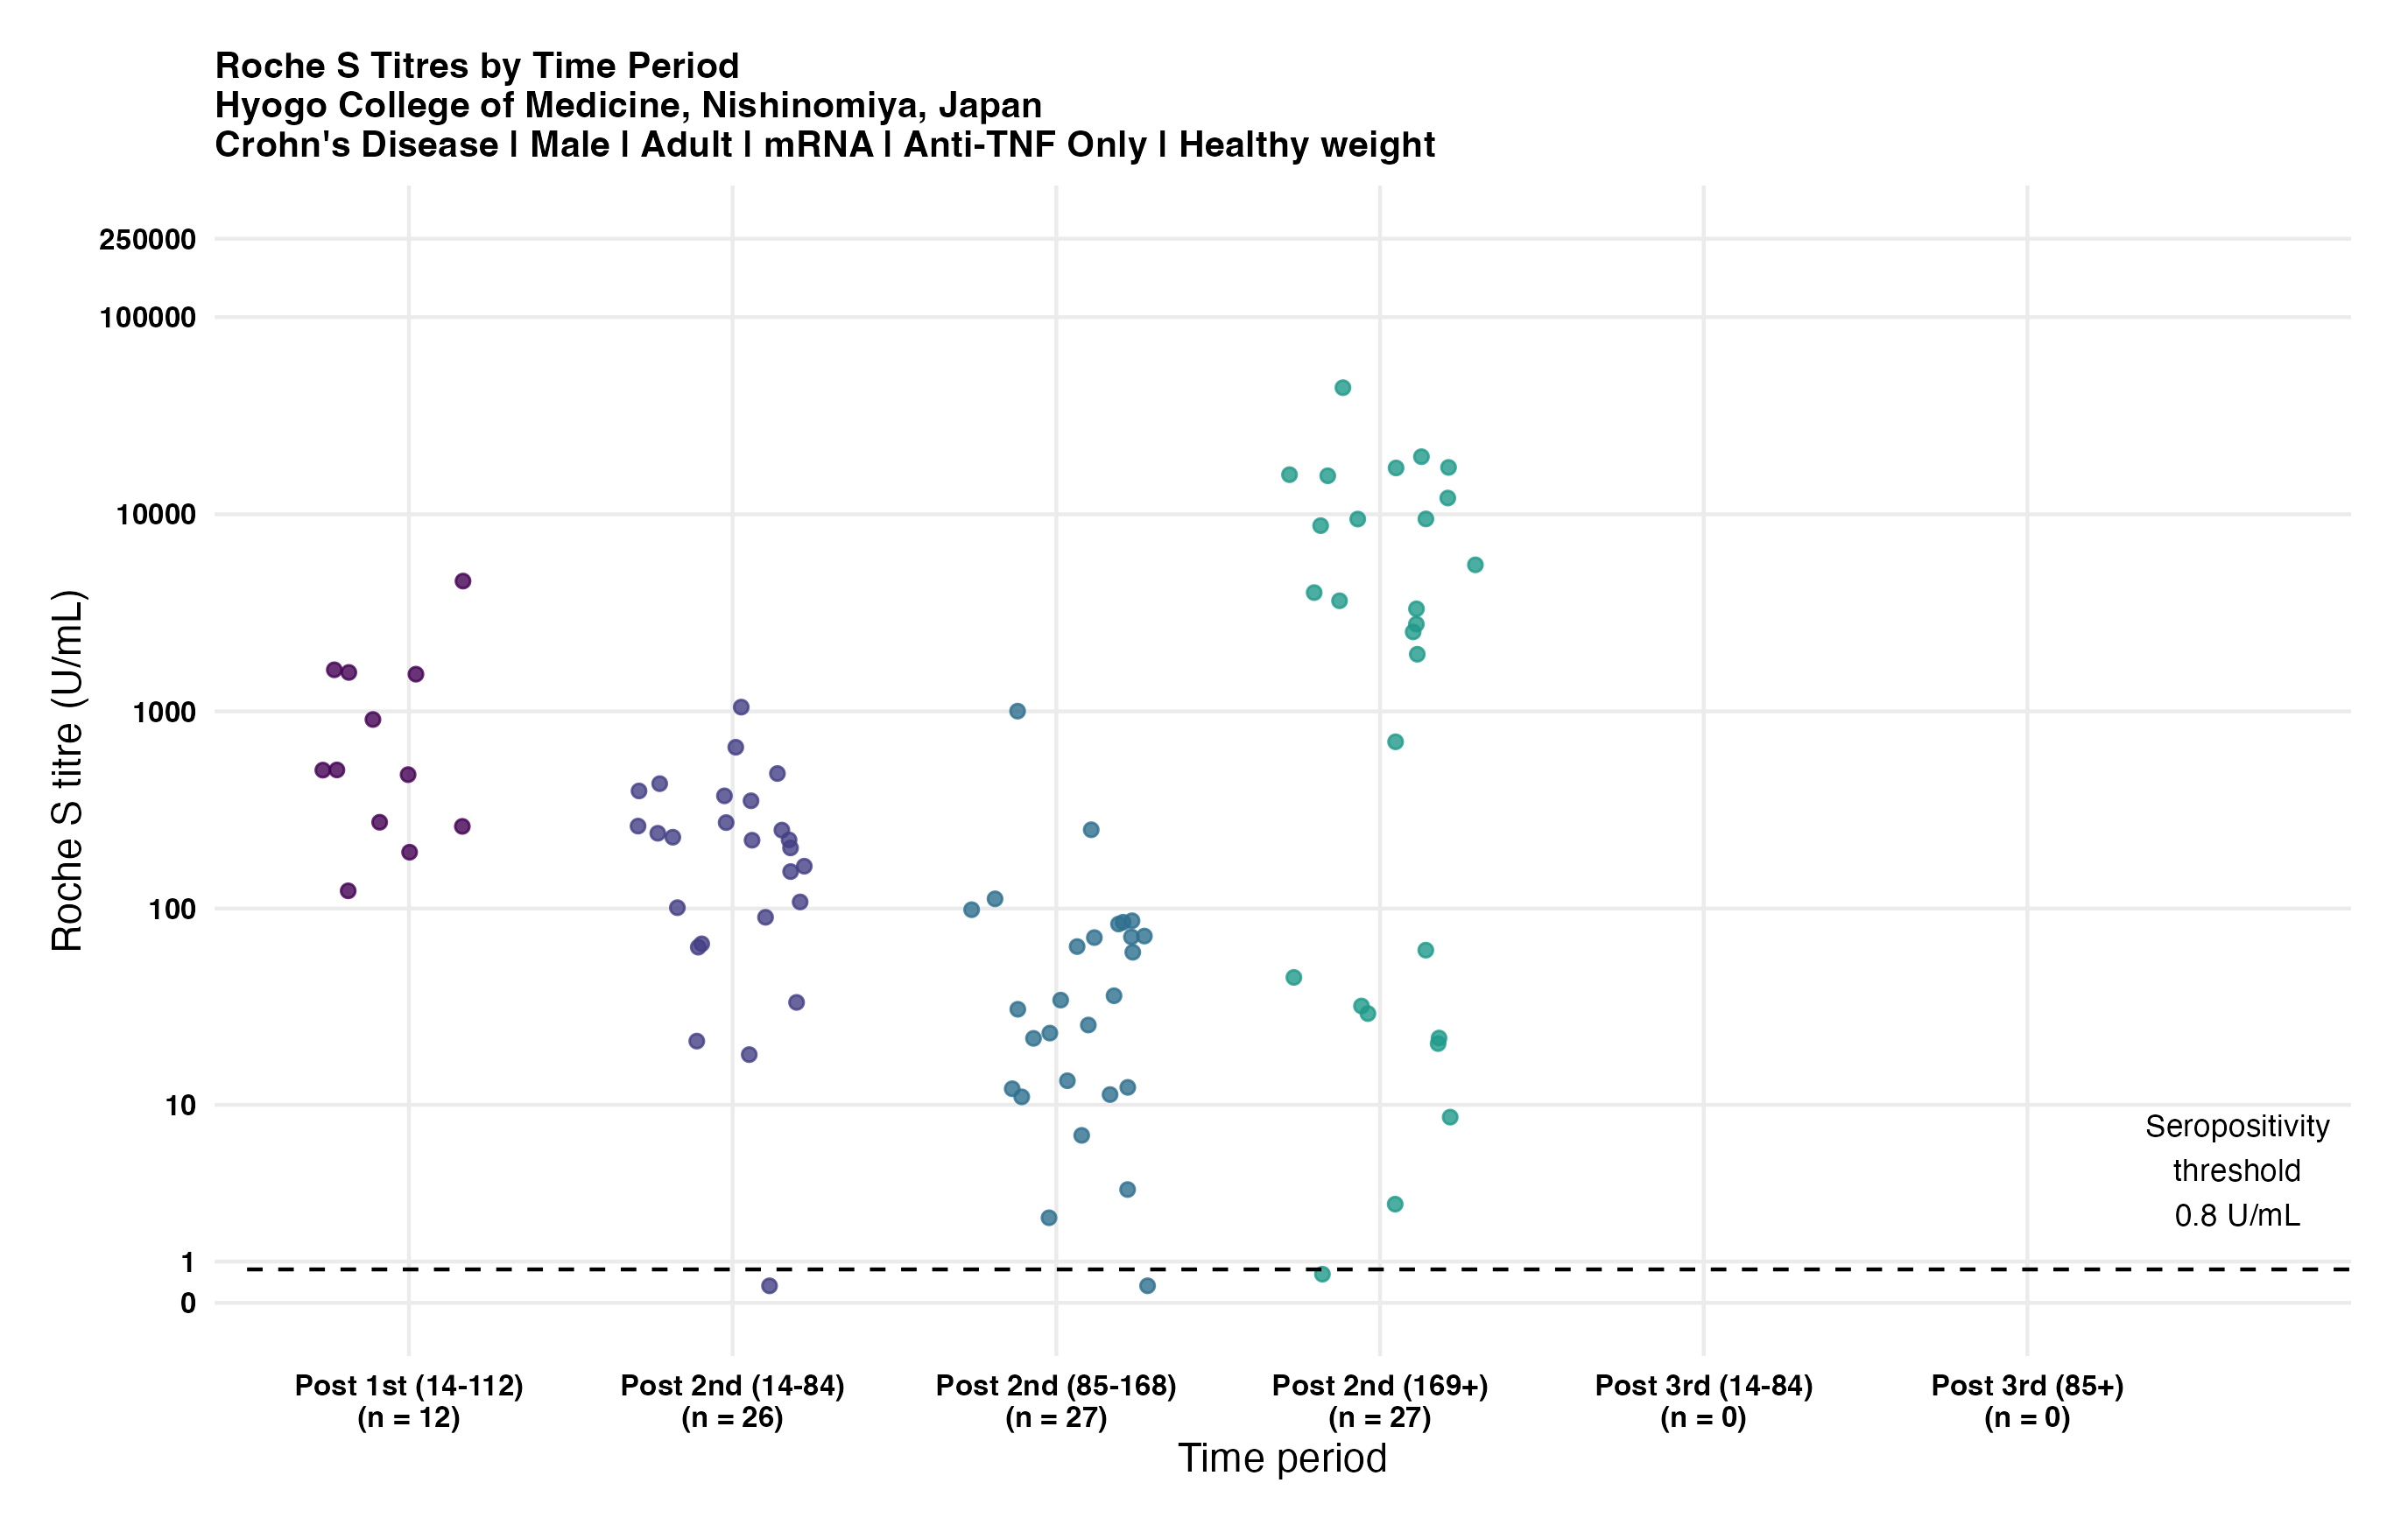 Roche S Titres by Time Period
Hyogo College of Medicine, Nishinomiya, Japan
Crohn's Disease | Male | Adult | mRNA | Anti-TNF Only | Healthy weight
Roche S titre (U/mL)
250000
100000
10000
1000
100
10
1
0
Seropositivity
threshold
0.8 U/mL
Post 1st (14-112)
(n = 12)
Post 2nd (14-84)
(n = 26)
Post 2nd (85-168)
(n = 27)
Post 2nd (169+)
(n = 27)
Post 3rd (14-84)
(n = 0)
Post 3rd (85+)
(n = 0)
Time period